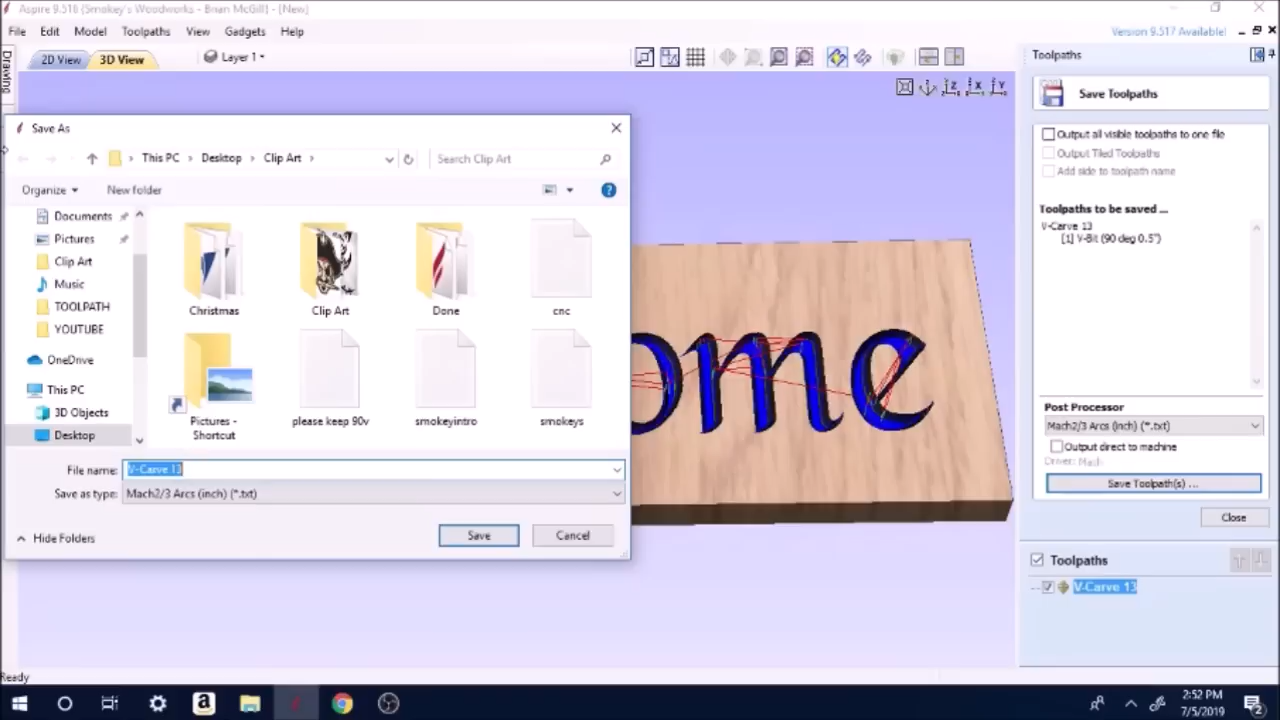 Aspire 9.516 (Smokey's Woodworks - Brian McGill) - [New]
File Edit Model Toolpaths View Gadgets Help
Version 9.517 Available!
2D View 3D View Layer 1
Drawing
Save As
This PC > Desktop > Clip Art >
Search Clip Art
Organize New folder
Documents
Pictures
Clip Art
Music
TOOLPATH
YOUTUBE
OneDrive
This PC
3D Objects
Desktop
Christmas Clip Art Done cnc
Pictures - Shortcut please keep 90v smokeyintro smokeys
File name: V-Carve 13
Save as type: Mach2/3 Arcs (inch) (*.txt)
Hide Folders Save Cancel
ome
Z X Y
Toolpaths
Save Toolpaths
Output all visible toolpaths to one file
Output Tiled Toolpaths
Add side to toolpath name
Toolpaths to be saved ...
V-Carve 13
[1] V-Bit (90 deg 0.5")
Post Processor
Mach2/3 Arcs (inch) (*.txt)
Output direct to machine
Driver: Mach
Save Toolpath(s) ...
Close
Toolpaths
V-Carve 13
Ready
2:52 PM
7/5/2019
2